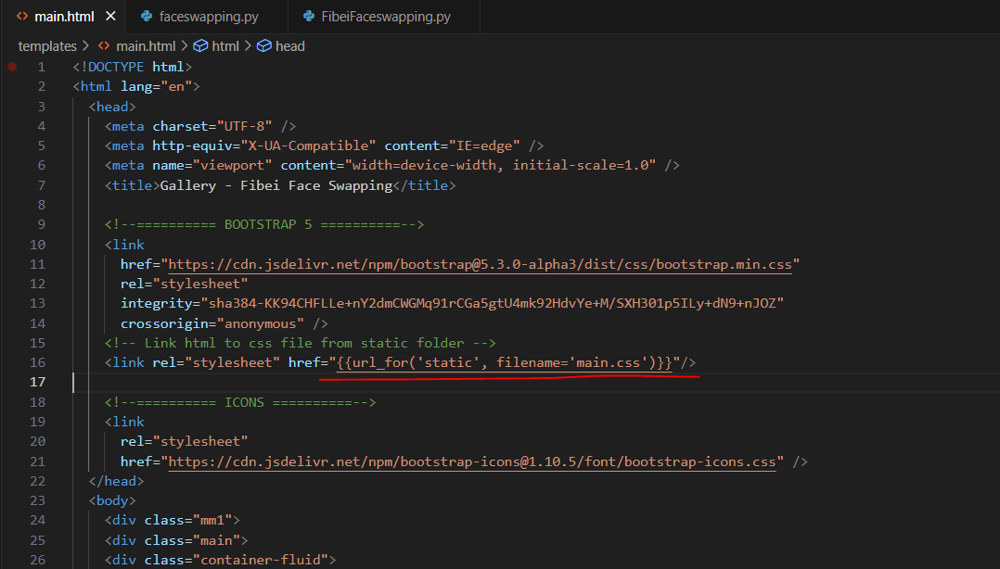 <> main.html ×
faceswapping.py
FibeiFaceswapping.py
templates > <> main.html > html > head
1 <!DOCTYPE html>
2 <html lang="en">
3 <head>
4 <meta charset="UTF-8" />
5 <meta http-equiv="X-UA-Compatible" content="IE=edge" />
6 <meta name="viewport" content="width=device-width, initial-scale=1.0" />
7 <title>Gallery - Fibei Face Swapping</title>
8
9 <!--========== BOOTSTRAP 5 ==========-->
10 <link
11 href="https://cdn.jsdelivr.net/npm/bootstrap@5.3.0-alpha3/dist/css/bootstrap.min.css"
12 rel="stylesheet"
13 integrity="sha384-KK94CHFLLe+nY2dmCWGMq91rCGa5gtU4mk92HdvYe+M/SXH301p5ILy+dN9+nJOZ"
14 crossorigin="anonymous" />
15 <!-- Link html to css file from static folder -->
16 <link rel="stylesheet" href="{{url_for('static', filename='main.css')}}"/>
17
18 <!--========== ICONS ==========-->
19 <link
20 rel="stylesheet"
21 href="https://cdn.jsdelivr.net/npm/bootstrap-icons@1.10.5/font/bootstrap-icons.css" />
22 </head>
23 <body>
24 <div class="mm1">
25 <div class="main">
26 <div class="container-fluid">